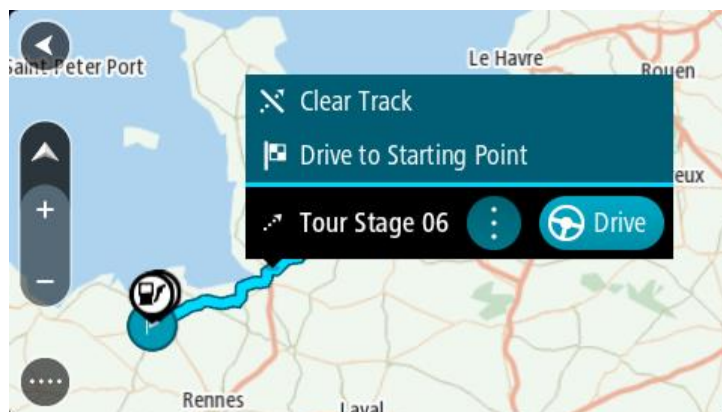 Saint Peter Port
Le Havre
Rouen
Clear Track
Drive to Starting Point
eux
Tour Stage 06
Drive
Rennes
Laval